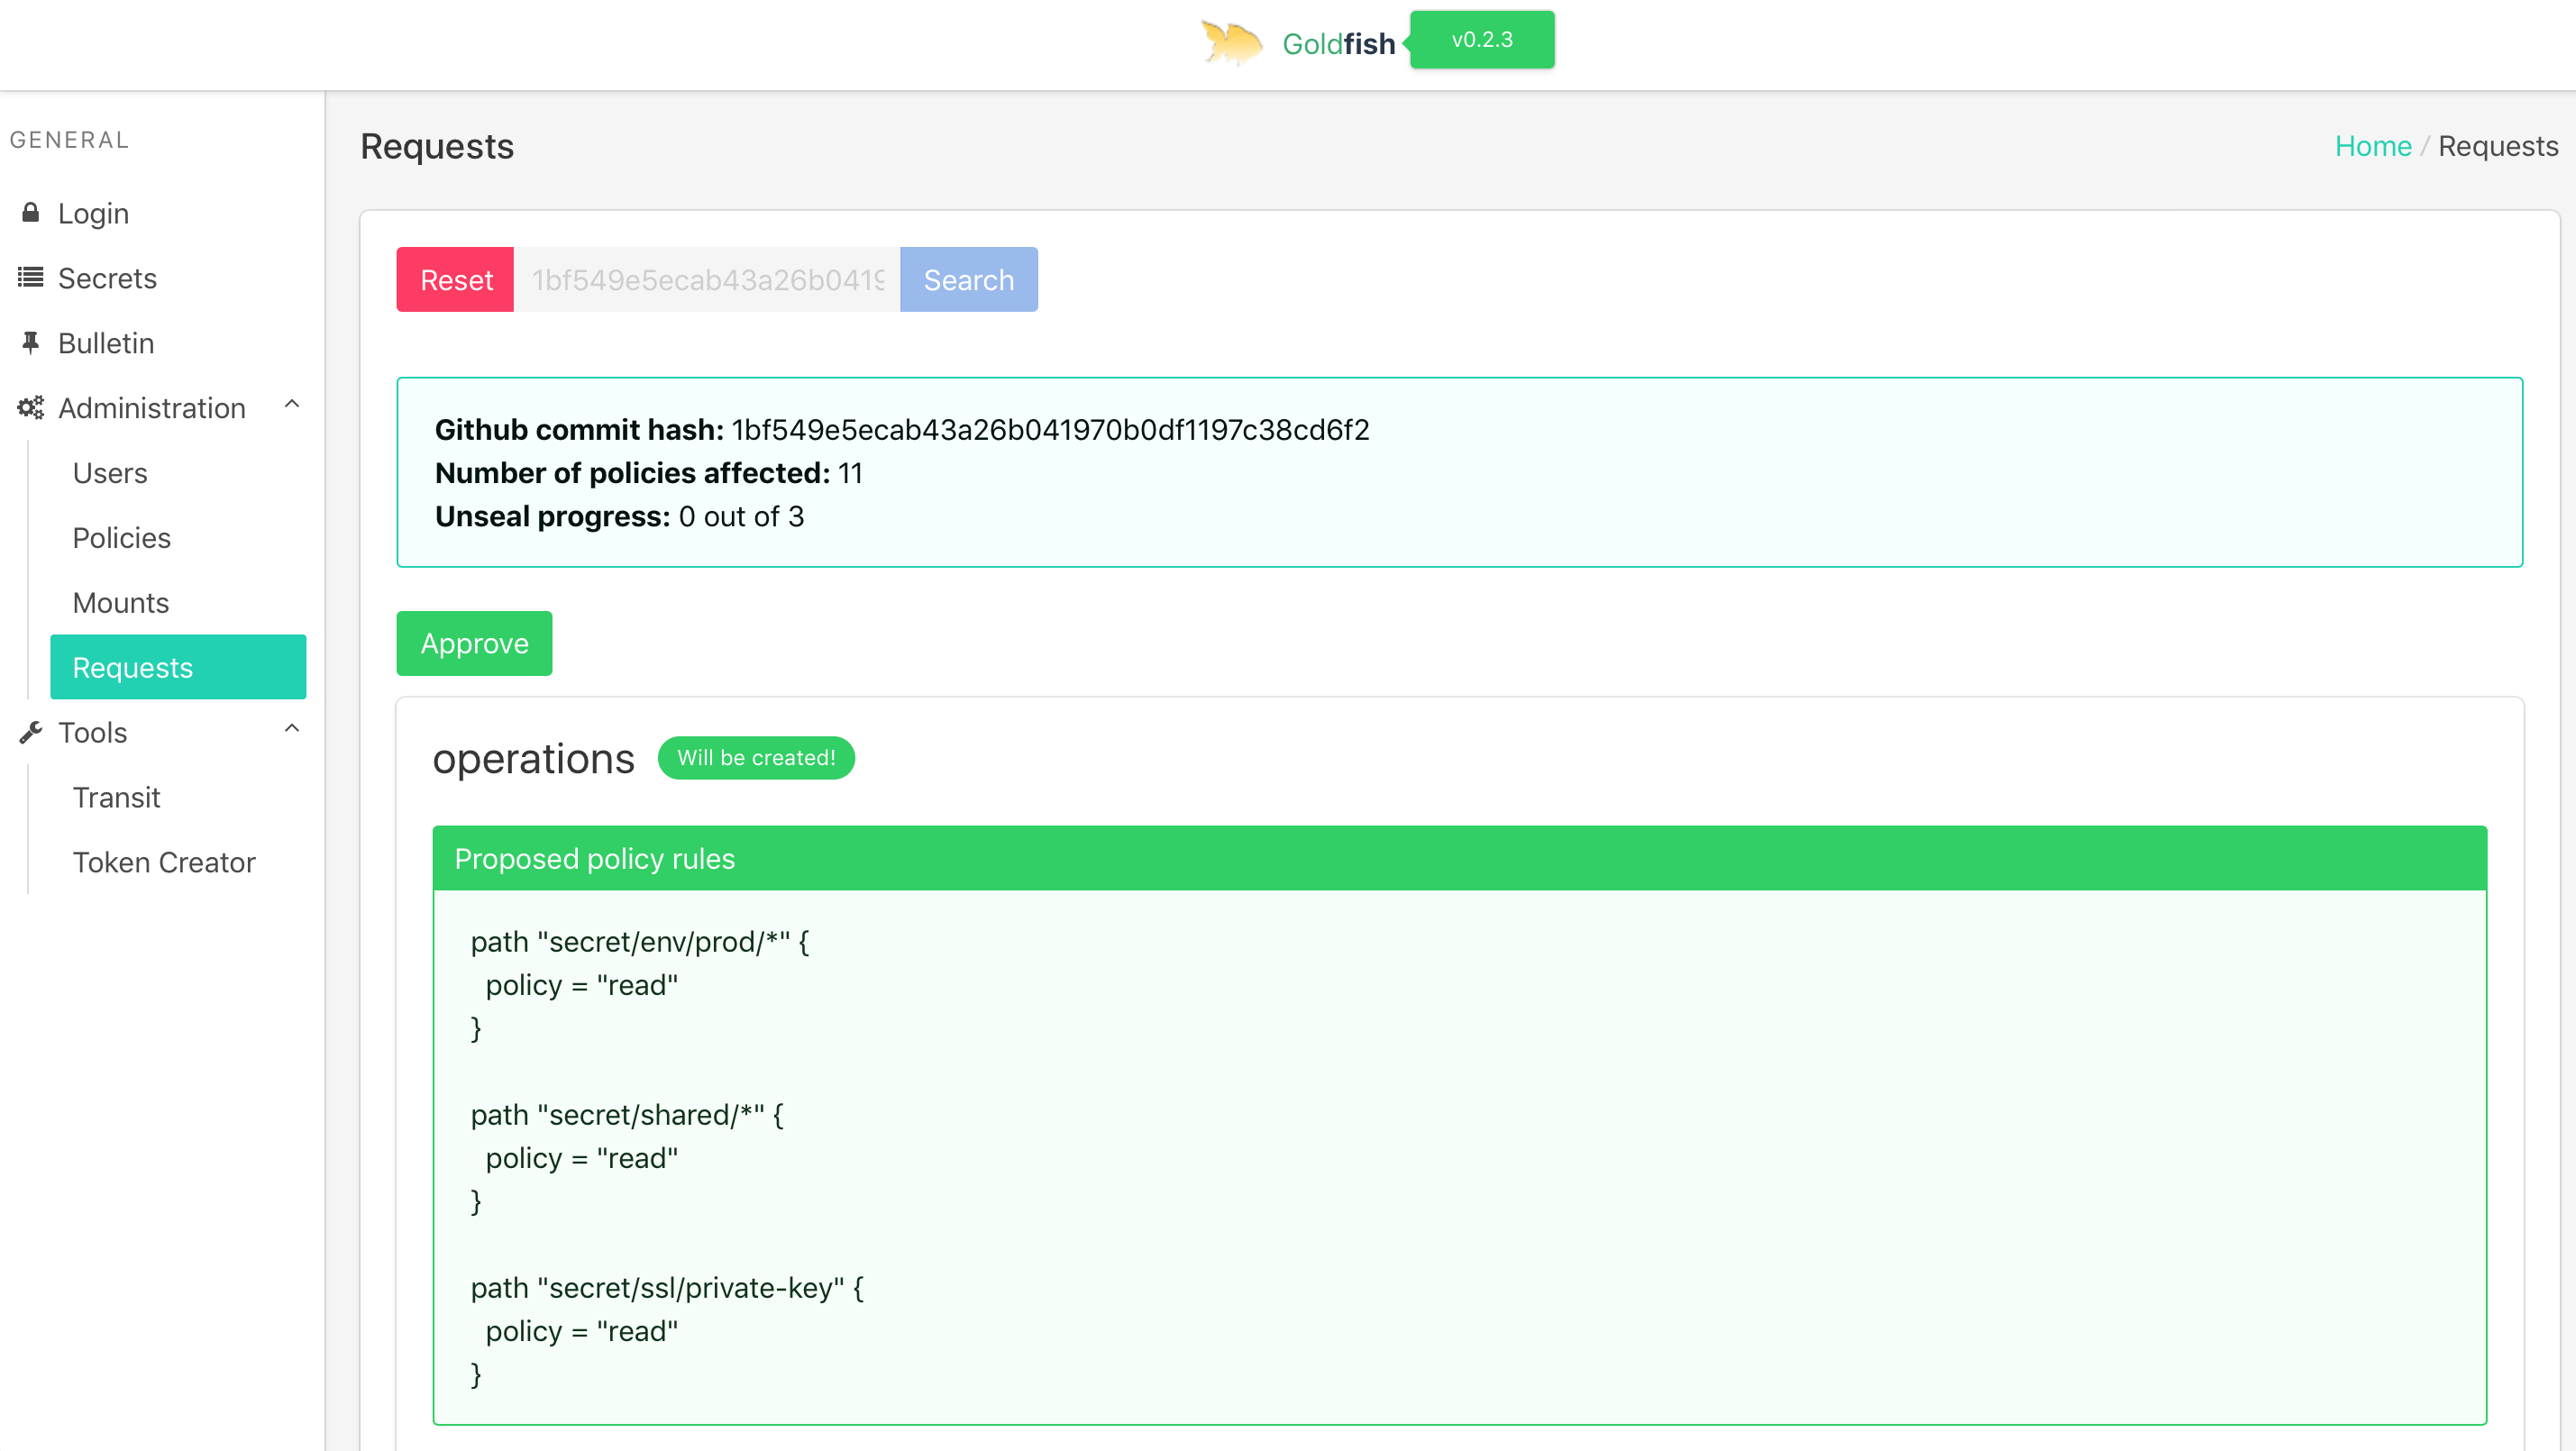 Goldfish
v0.2.3
GENERAL
Login
Secrets
Bulletin
Administration
Users
Policies
Mounts
Requests
Tools
Transit
Token Creator
Requests
Home / Requests
Reset
1bf549e5ecab43a26b0419
Search
Github commit hash: 1bf549e5ecab43a26b041970b0df1197c38cd6f2
Number of policies affected: 11
Unseal progress: 0 out of 3
Approve
operations
Will be created!
Proposed policy rules
path "secret/env/prod/*" {
policy = "read"
}
path "secret/shared/*" {
policy = "read"
}
path "secret/ssl/private-key" {
policy = "read"
}